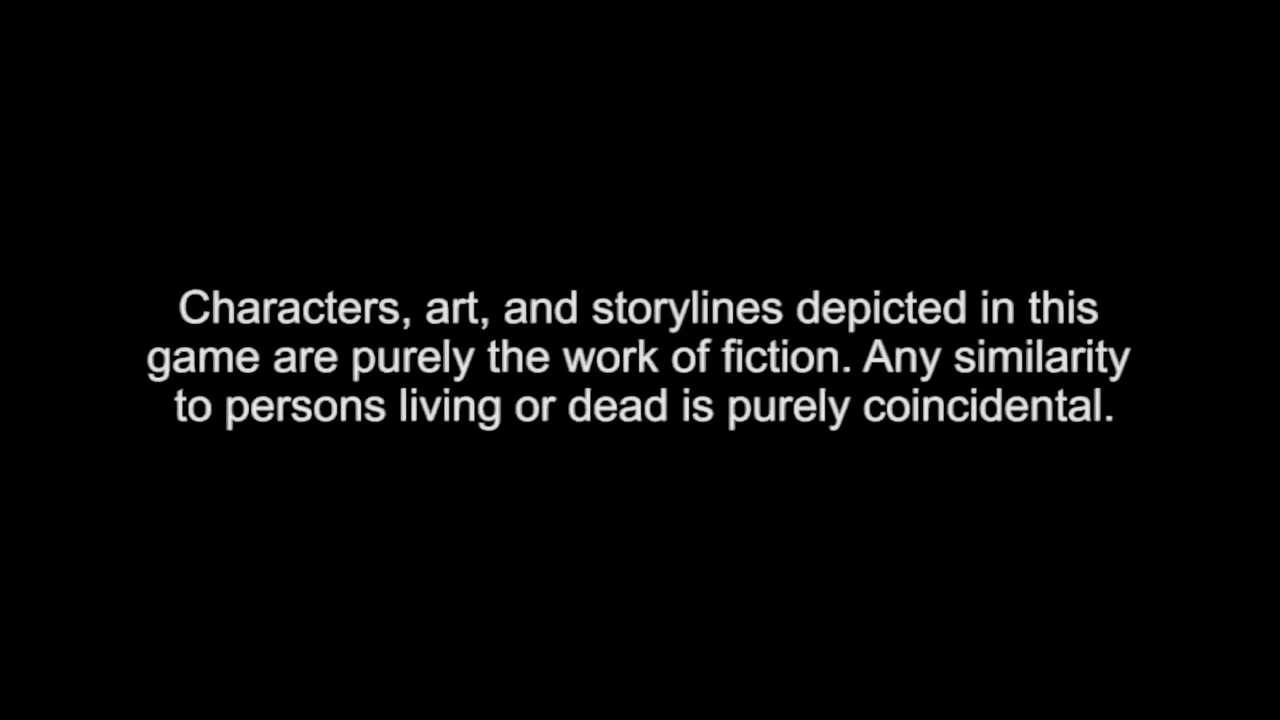 Characters, art, and storylines depicted in this
game are purely the work of fiction. Any similarity
to persons living or dead is purely coincidental.